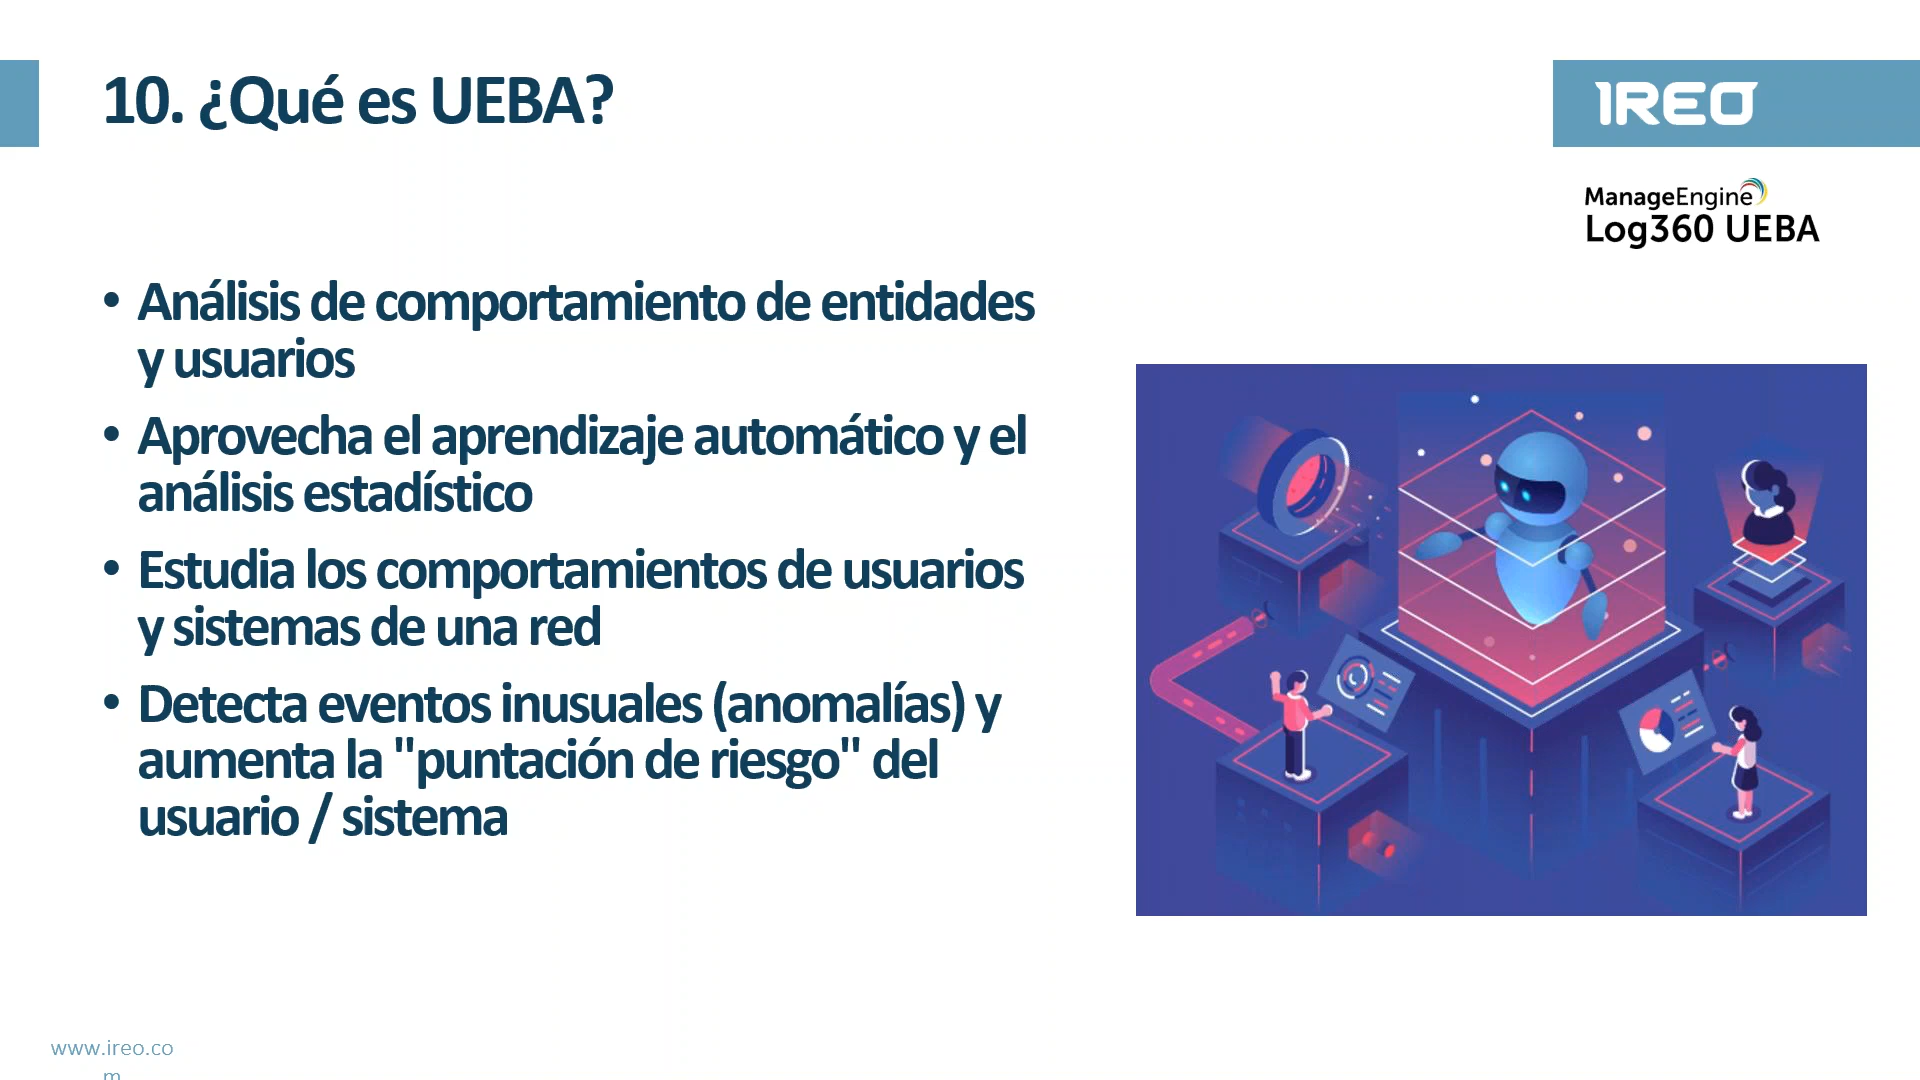 10. ¿Qué es UEBA?
IREO
ManageEngine
Log360 UEBA
• Análisis de comportamiento de entidades
y usuarios
• Aprovecha el aprendizaje automático y el
análisis estadístico
• Estudia los comportamientos de usuarios
y sistemas de una red
• Detecta eventos inusuales (anomalías) y
aumenta la "puntación de riesgo" del
usuario / sistema
www.ireo.co
m